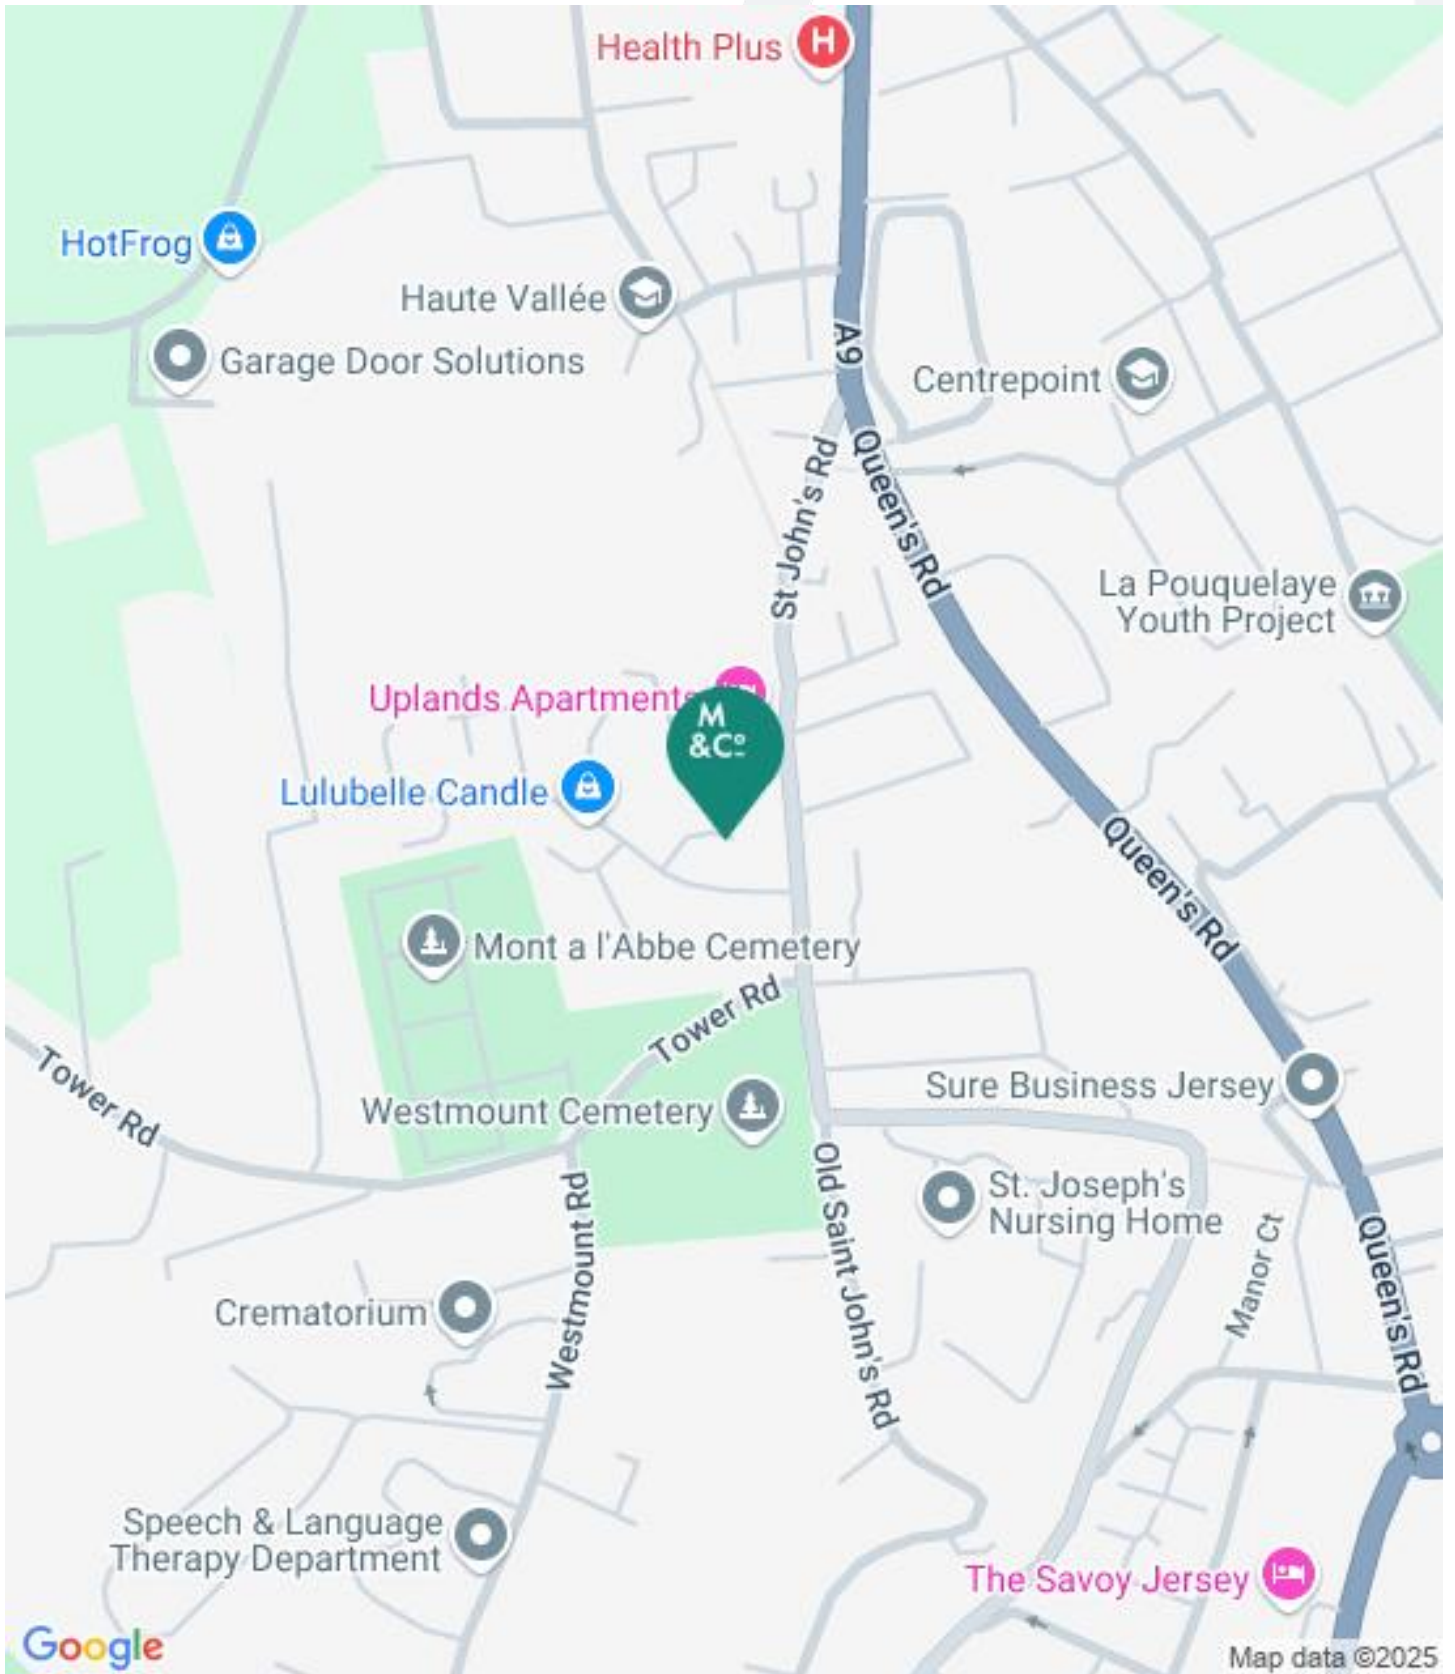 Health Plus
H
HotFrog
Haute Vallée
A9
Garage Door Solutions
Centrepoint
St John's Rd
Queen's Rd
La Pouquelaye
Youth Project
Uplands Apartments
M
&Cº
Lulubelle Candle
Queen's Rd
Mont a l'Abbe Cemetery
Tower Rd
Tower Rd
Sure Business Jersey
Westmount Cemetery
Old Saint John's Rd
St. Joseph's
Nursing Home
Westmount Rd
Manor Ct
Queen's Rd
Crematorium
Speech & Language
Therapy Department
The Savoy Jersey
Google
Map data ©2025